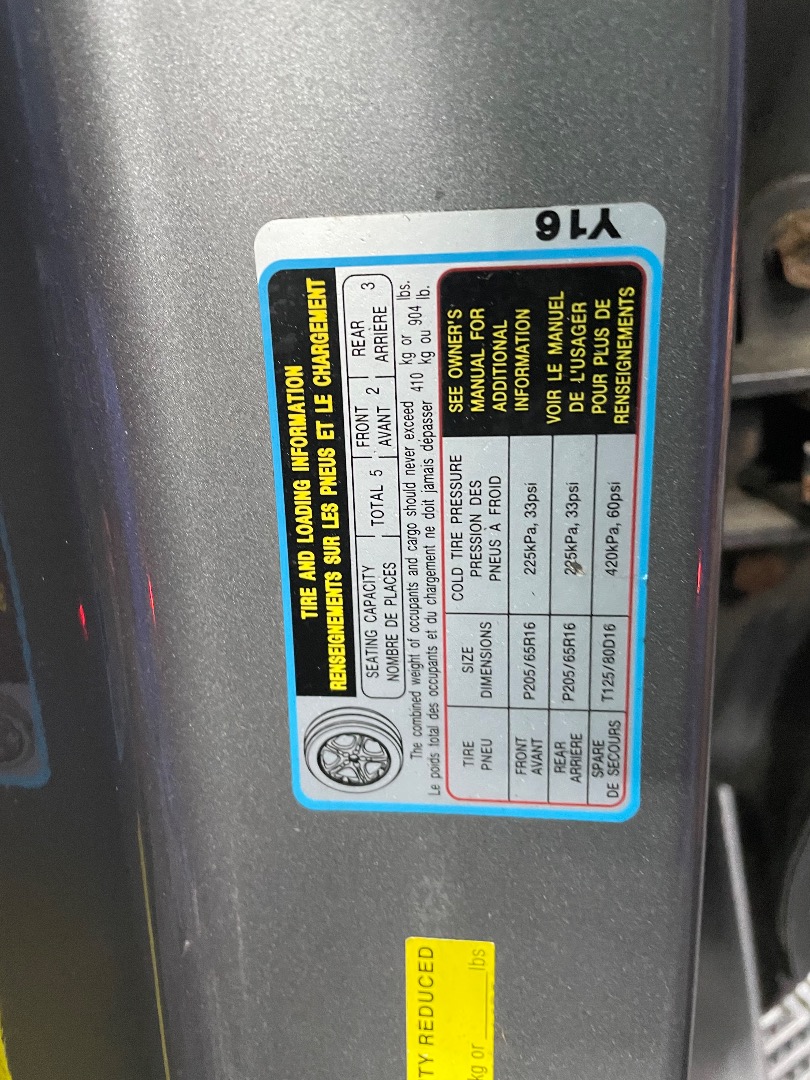 TIRE AND LOADING INFORMATION
RENSEIGNEMENTS SUR LES PNEUS ET LE CHARGEMENT
SEATING CAPACITY
NOMBRE DE PLACES
TOTAL 5
FRONT
AVANT 2
REAR
ARRIÈRE 3
The combined weight of occupants and cargo should never exceed 410 kg or lbs.
Le poids total des occupants et du chargement ne doit jamais dépasser kg ou 904 lb.
TIRE
PNEU
SIZE
DIMENSIONS
COLD TIRE PRESSURE
PRESSION DES
PNEUS A FROID
FRONT
AVANT
P205/65R16
225kPa, 33psi
REAR
ARRIÈRE
P205/65R16
225kPa, 33psi
SPARE
DE SECOURS
T125/80D16
420kPa, 60psi
SEE OWNER'S
MANUAL FOR
ADDITIONAL
INFORMATION
VOIR LE MANUEL
DE L'USAGER
POUR PLUS DE
RENSEIGNEMENTS
Y16
TY REDUCED
kg or ______ lbs